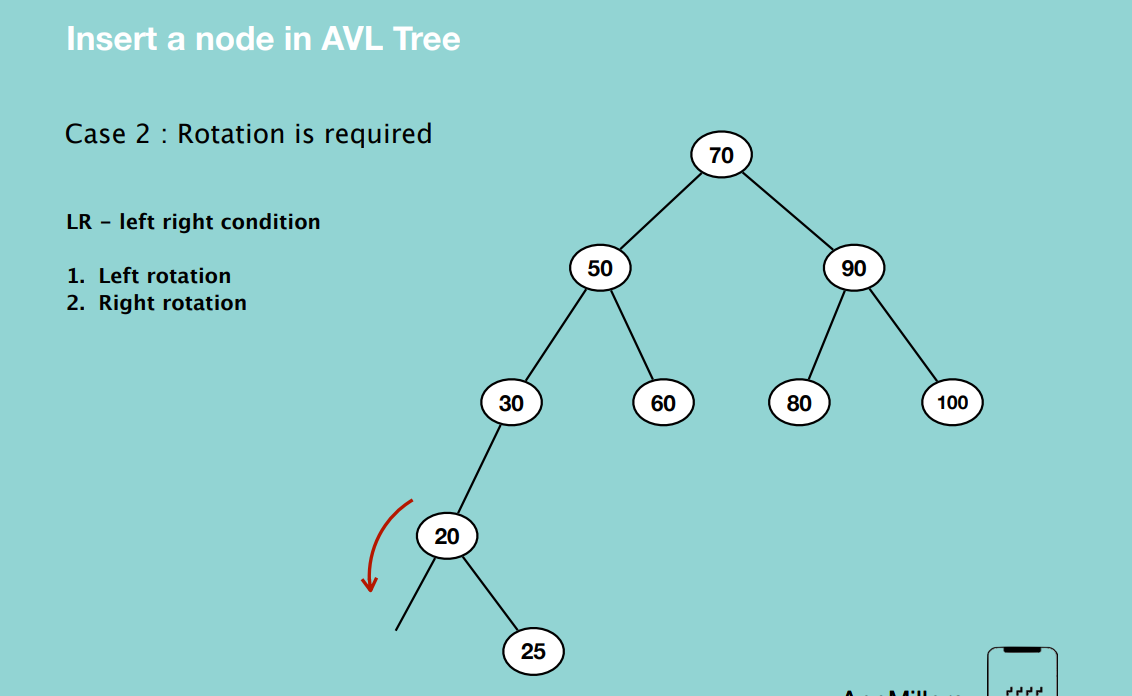 Insert a node in AVL Tree
Case 2 : Rotation is required
70
LR – left right condition
50
90
1. Left rotation
2. Right rotation
30
60
80
100
20
25